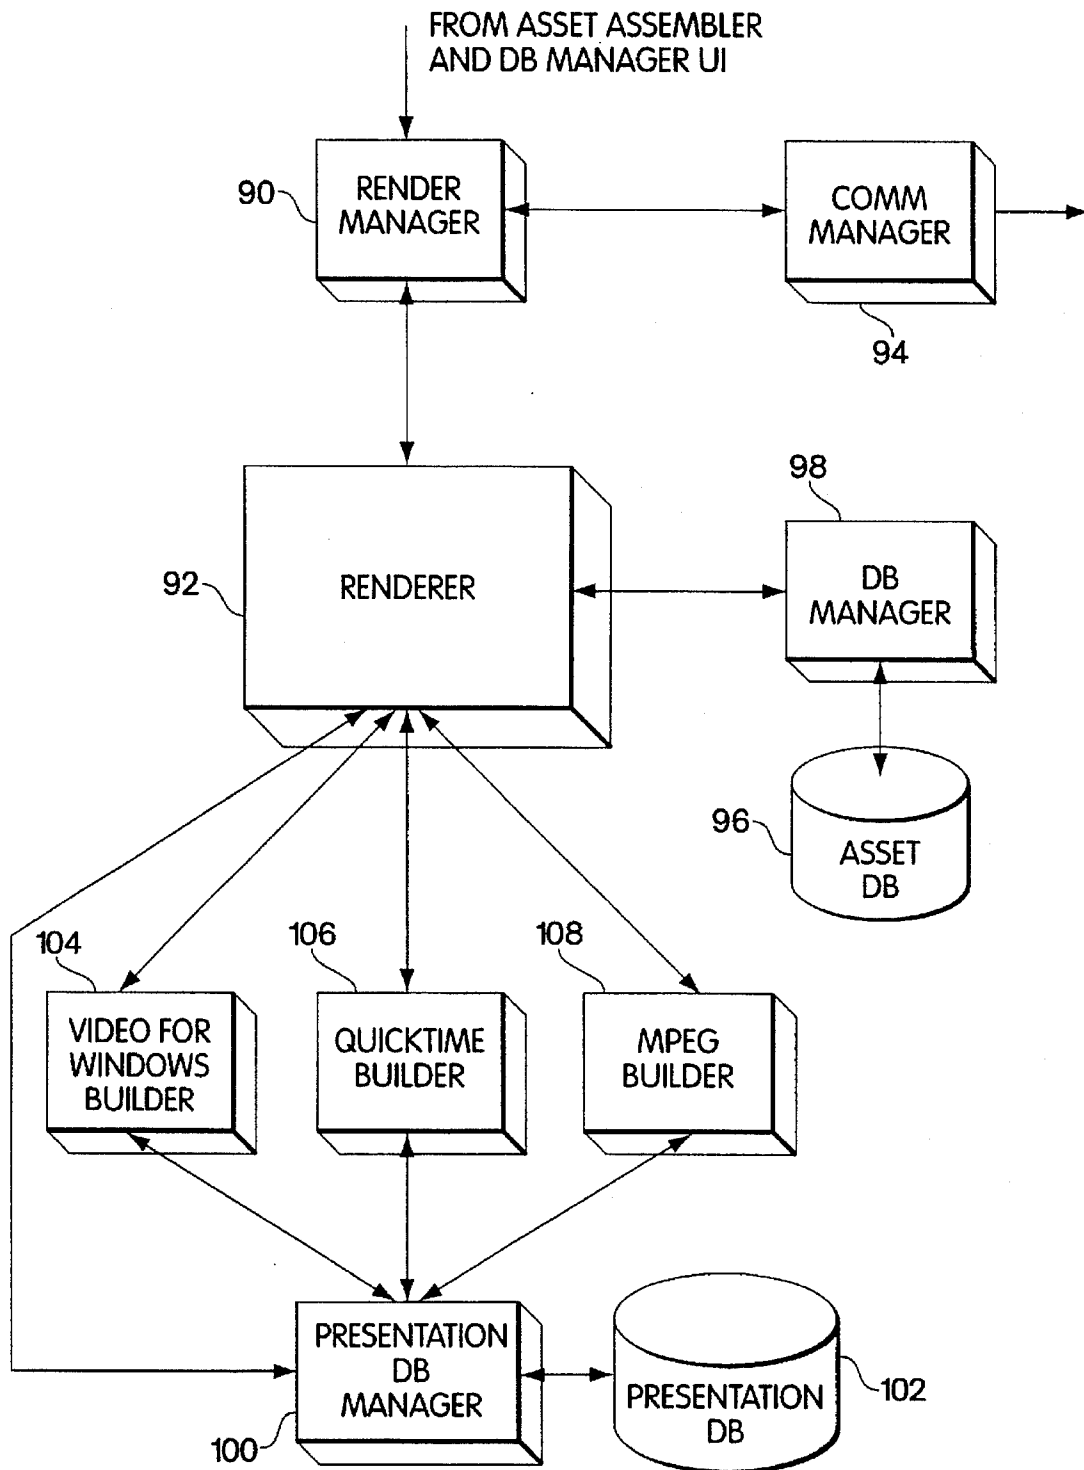 FROM ASSET ASSEMBLER
AND DB MANAGER UI
90
RENDER
MANAGER
COMM
MANAGER
94
98
92
RENDERER
DB
MANAGER
96
ASSET
DB
104
106
108
VIDEO FOR
WINDOWS
BUILDER
QUICKTIME
BUILDER
MPEG
BUILDER
PRESENTATION
DB
MANAGER
100
PRESENTATION
DB
102